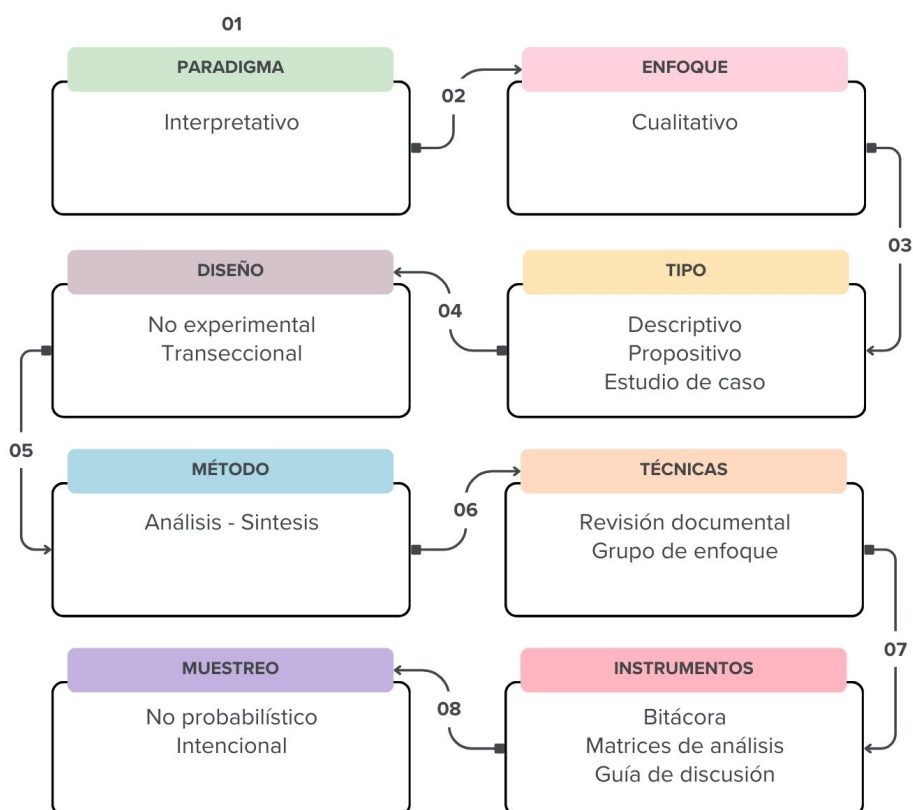 01
PARADIGMA
Interpretativo
02
ENFOQUE
Cualitativo
03
TIPO
Descriptivo
Propositivo
Estudio de caso
04
DISEÑO
No experimental
Transeccional
05
MÉTODO
Análisis - Sintesis
06
TÉCNICAS
Revisión documental
Grupo de enfoque
07
INSTRUMENTOS
Bitácora
Matrices de análisis
Guía de discusión
08
MUESTREO
No probabilístico
Intencional